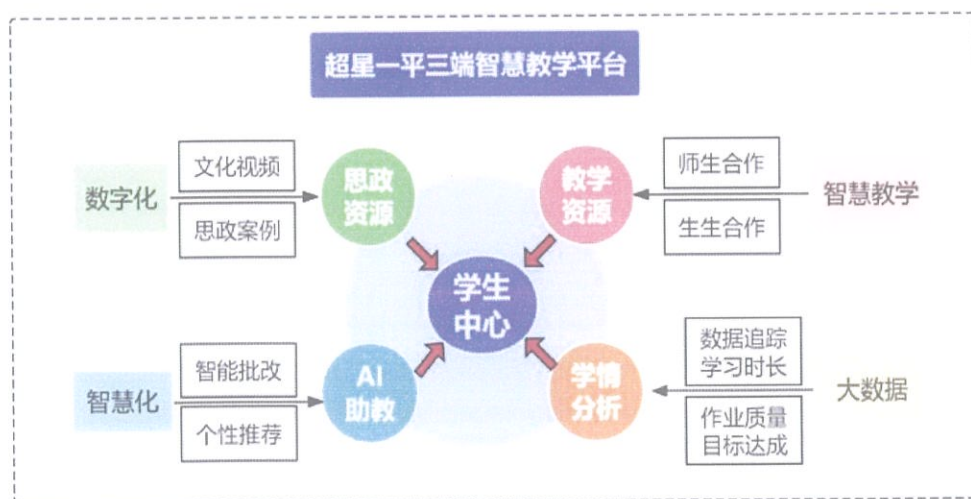 超星一平三端智慧教学平台
数字化
文化视频
思政案例
思政
资源
教学
资源
师生合作
生生合作
智慧教学
学生
中心
智慧化
智能批改
个性推荐
AI
助教
学情
分析
数据追踪
学习时长
作业质量
目标达成
大数据